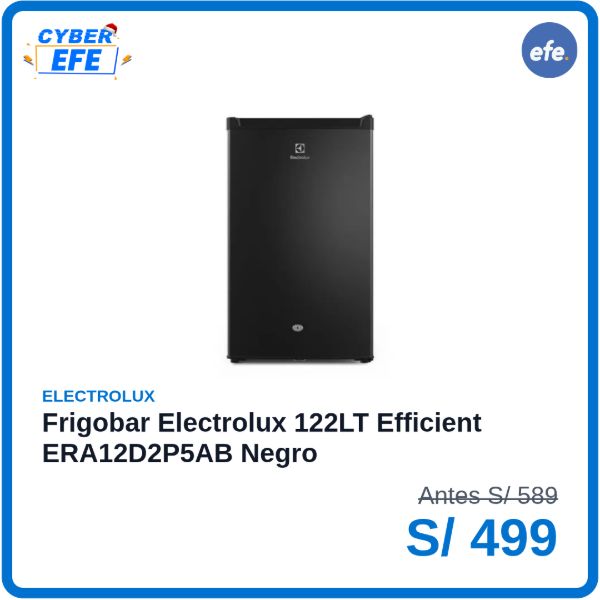 CYBER
EFE
efe.
Electrolux
ELECTROLUX
Frigobar Electrolux 122LT Efficient
ERA12D2P5AB Negro
Antes S/ 589
S/ 499